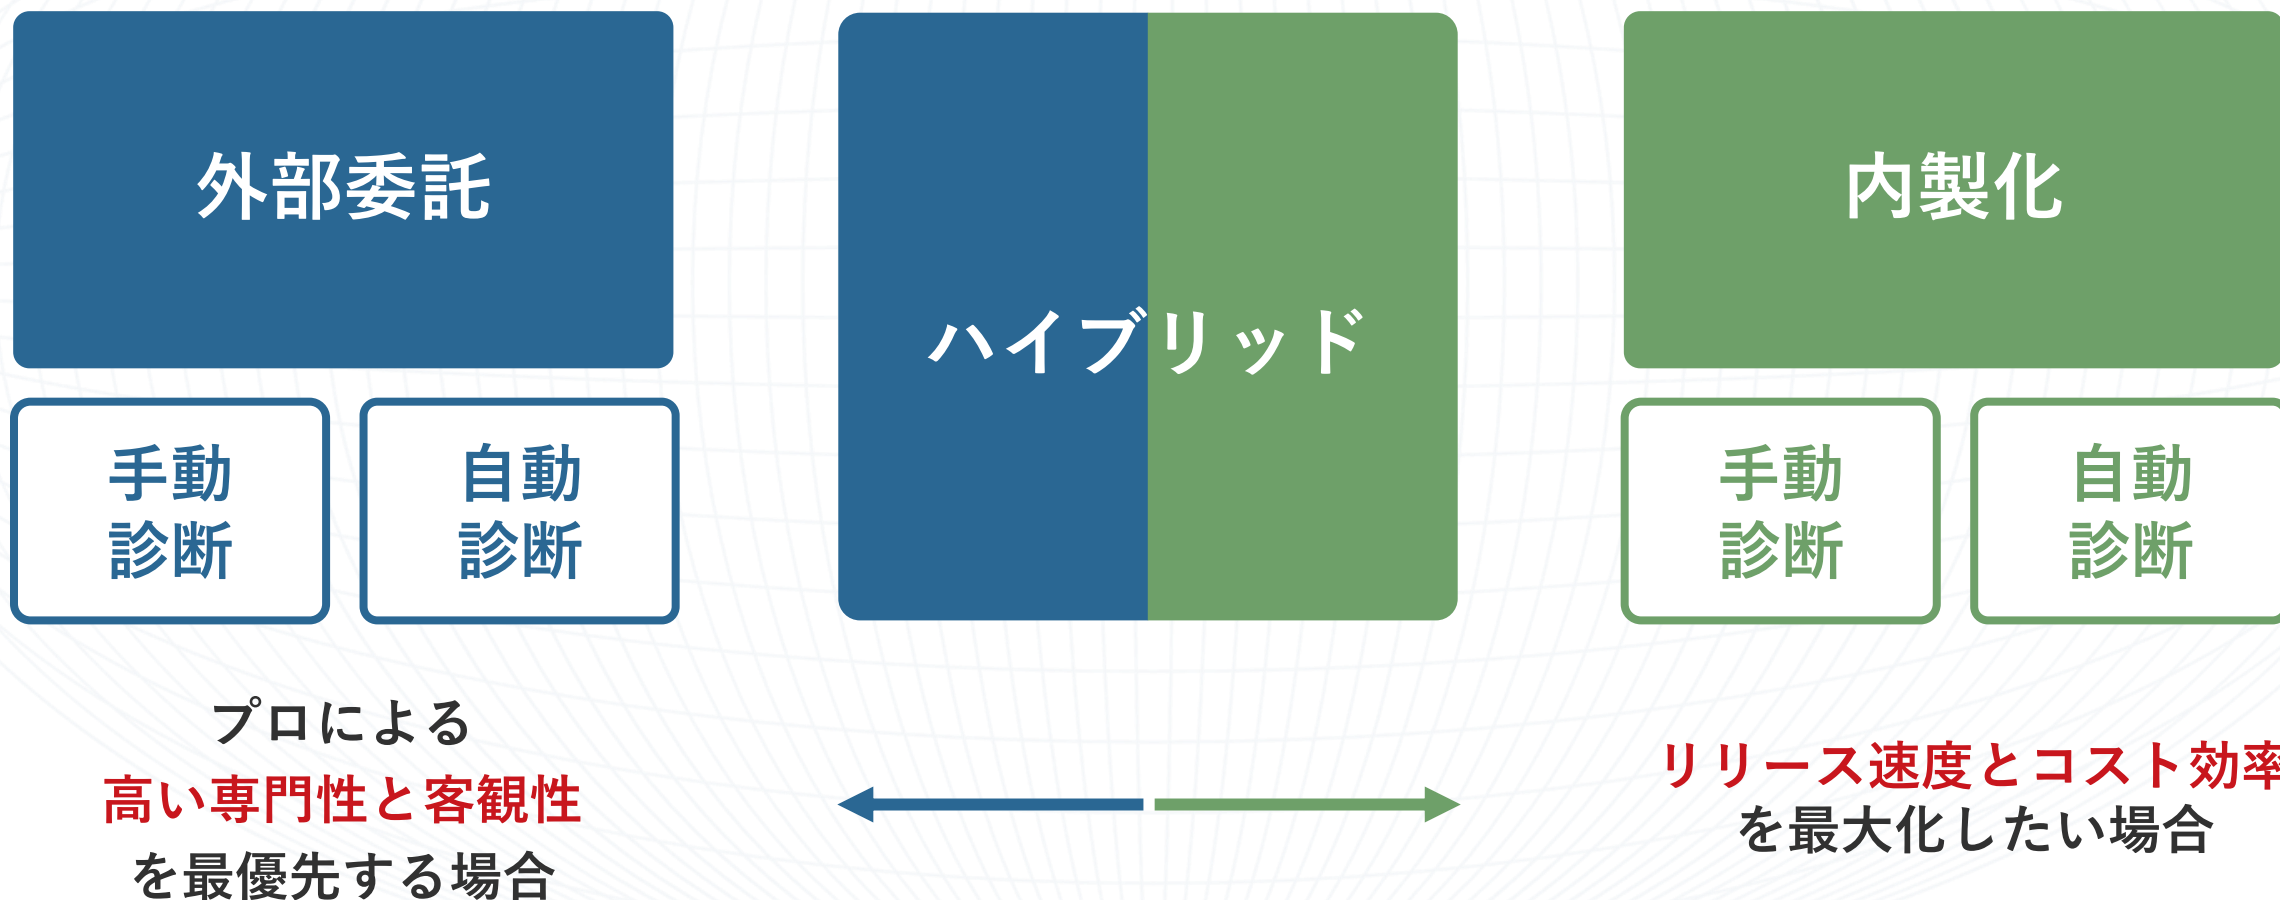 外部委託
手動
診断
自動
診断
プロによる
高い専門性と客観性
を最優先する場合
ハイブリッド
内製化
手動
診断
自動
診断
リリース速度とコスト効率
を最大化したい場合